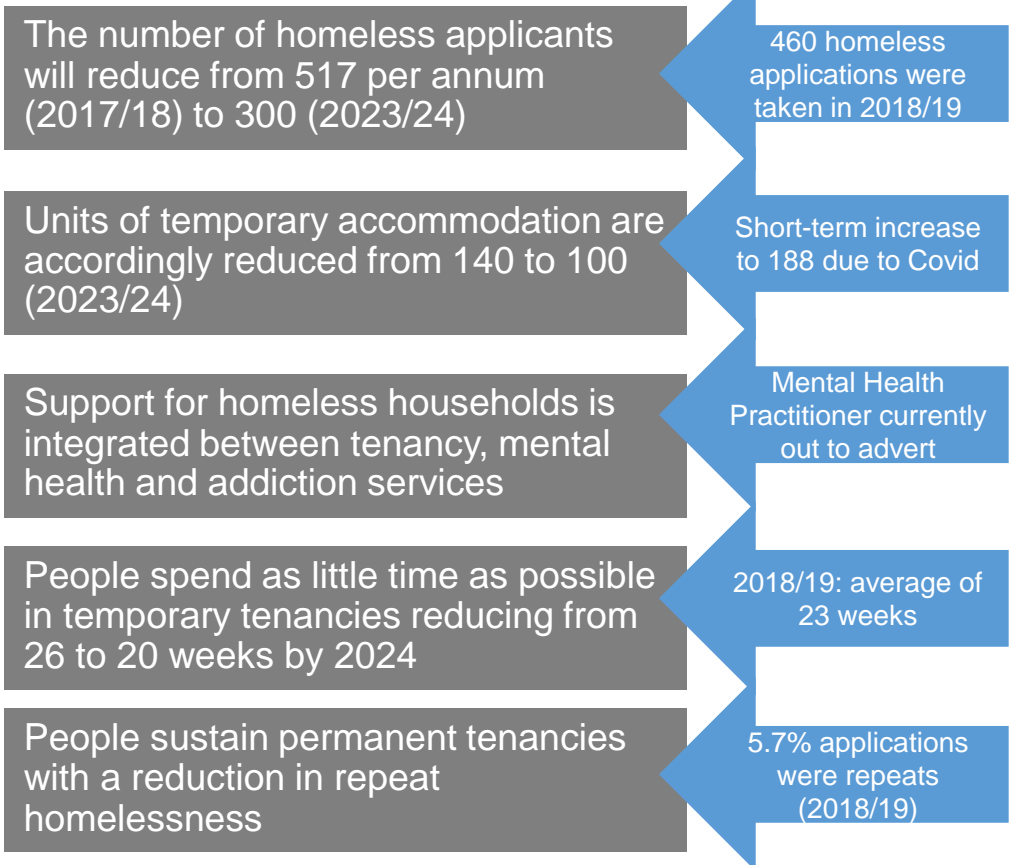 The number of homeless applicants
will reduce from 517 per annum
(2017/18) to 300 (2023/24)
460 homeless
applications were
taken in 2018/19
Units of temporary accommodation are
accordingly reduced from 140 to 100
(2023/24)
Short-term increase
to 188 due to Covid
Support for homeless households is
integrated between tenancy, mental
health and addiction services
Mental Health
Practitioner currently
out to advert
People spend as little time as possible
in temporary tenancies reducing from
26 to 20 weeks by 2024
2018/19: average of
23 weeks
People sustain permanent tenancies
with a reduction in repeat
homelessness
5.7% applications
were repeats
(2018/19)